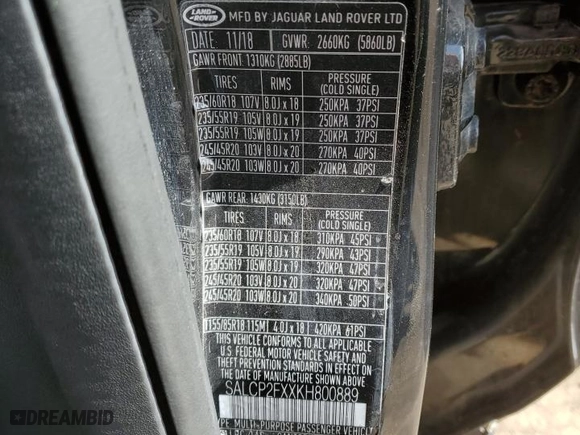 LAND ROVER
MFD BY JAGUAR LAND ROVER LTD
DATE 11/18 GVWR: 2660KG (5860LB)
GAWR FRONT 1310KG (2885LB)
TIRES RIMS PRESSURE (COLD SINGLE)
235/60R18 107V 8.0J x 18 250KPA 37PSI
235/55R19 105V 8.0J x 19 250KPA 37PSI
235/55R19 105W 8.0J x 19 250KPA 37PSI
245/45R20 103V 8.0J x 20 270KPA 40PSI
245/45R20 103W 8.0J x 20 270KPA 40PSI
GAWR REAR: 1430KG (3150LB)
TIRES RIMS PRESSURE (COLD SINGLE)
235/60R18 107V 8.0J x 18 310KPA 45PSI
235/55R19 105V 8.0J x 19 290KPA 43PSI
235/55R19 105W 8.0J x 19 320KPA 47PSI
245/45R20 103V 8.0J x 20 320KPA 47PSI
245/45R20 103W 8.0J x 20 340KPA 50PSI
T155/85R18 115M 4.0J x 18 420KPA 61PSI
THIS VEHICLE CONFORMS TO ALL APPLICABLE
U.S. FEDERAL MOTOR VEHICLE SAFETY AND
THEFT PREVENTION STANDARDS IN EFFECT ON
THE DATE OF MANUFACTURE SHOWN ABOVE
SALCP2FXXKH800889
TYPE: MULTI-PURPOSE PASSENGER VEHICLE
DREAMBID